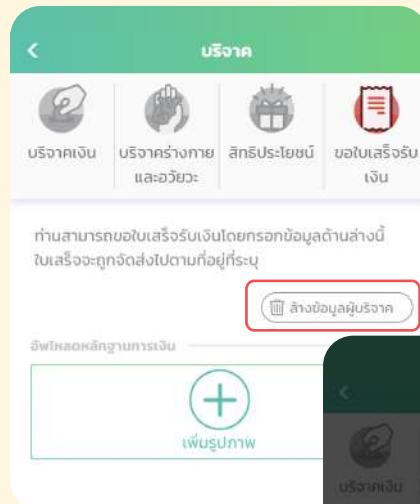 บริจาค
บริจาคเงิน
บริจาคร่างกาย
และอวัยวะ
สิทธิประโยชน์
ขอใบเสร็จรับ
เงิน
ท่านสามารถขอใบเสร็จรับเงินโดยกรอกข้อมูลด้านล่างนี้
ใบเสร็จจะถูกจัดส่งไปตามที่อยู่ที่ระบุ
ล้างข้อมูลผู้บริจาค
อัพโหลดหลักฐานการเงิน
เพิ่มรูปภาพ
บริจาคเงิน